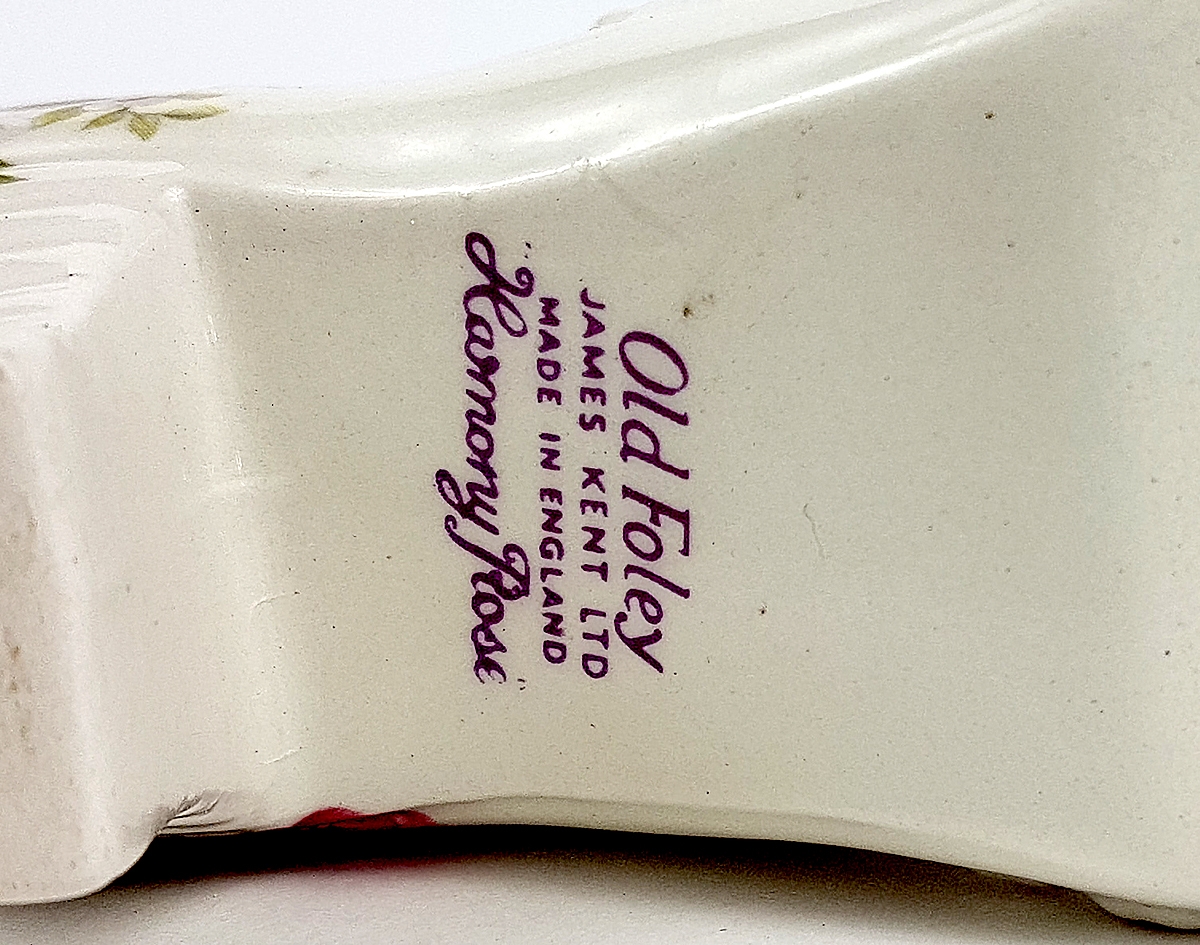 Old Foley
JAMES KENT LTD
MADE IN ENGLAND
"Harmony Rose"